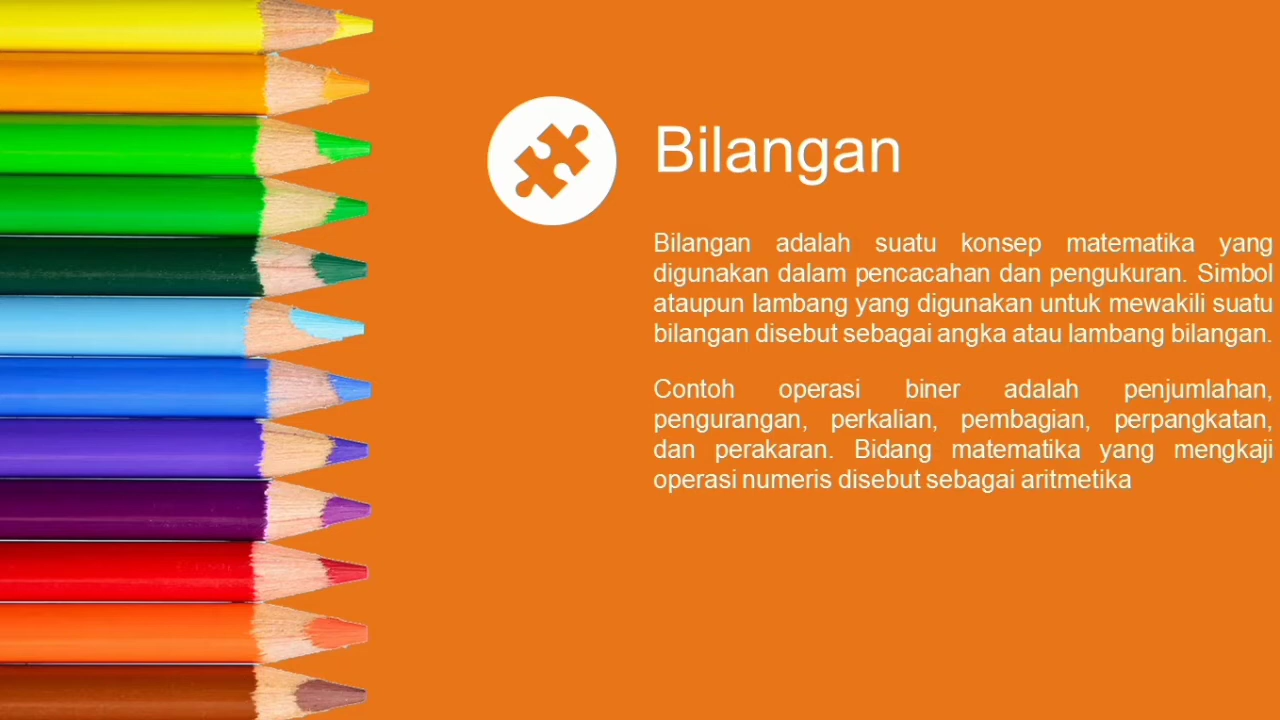 Bilangan
Bilangan adalah suatu konsep matematika yang
digunakan dalam pencacahan dan pengukuran. Simbol
ataupun lambang yang digunakan untuk mewakili suatu
bilangan disebut sebagai angka atau lambang bilangan.
Contoh operasi biner adalah penjumlahan,
pengurangan, perkalian, pembagian, perpangkatan,
dan perakaran. Bidang matematika yang mengkaji
operasi numeris disebut sebagai aritmetika